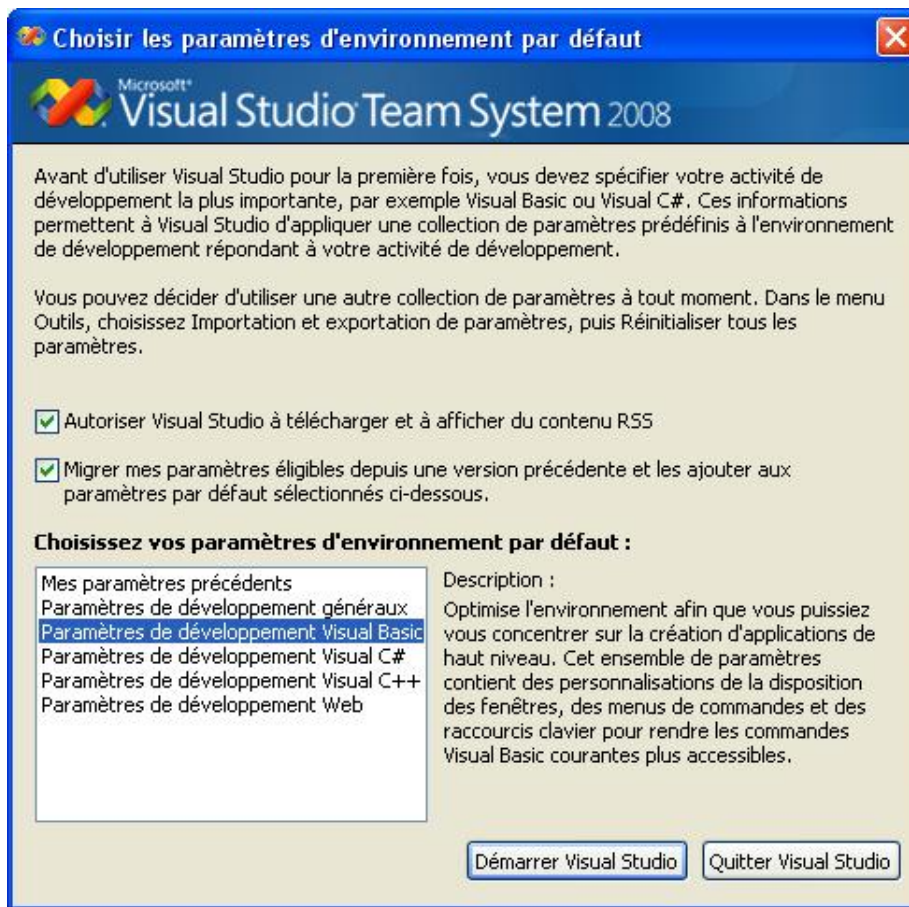 Choisir les paramètres d'environnement par défaut
Microsoft®
Visual Studio Team System 2008
Avant d'utiliser Visual Studio pour la première fois, vous devez spécifier votre activité de
développement la plus importante, par exemple Visual Basic ou Visual C#. Ces informations
permettent à Visual Studio d'appliquer une collection de paramètres prédéfinis à l'environnement
de développement répondant à votre activité de développement.
Vous pouvez décider d'utiliser une autre collection de paramètres à tout moment. Dans le menu
Outils, choisissez Importation et exportation de paramètres, puis Réinitialiser tous les
paramètres.
Autoriser Visual Studio à télécharger et à afficher du contenu RSS
Migrer mes paramètres éligibles depuis une version précédente et les ajouter aux
paramètres par défaut sélectionnés ci-dessous.
Choisissez vos paramètres d'environnement par défaut :
Mes paramètres précédents
Paramètres de développement généraux
Paramètres de développement Visual Basic
Paramètres de développement Visual C#
Paramètres de développement Visual C++
Paramètres de développement Web
Description :
Optimise l'environnement afin que vous puissiez
vous concentrer sur la création d'applications de
haut niveau. Cet ensemble de paramètres
contient des personnalisations de la disposition
des fenêtres, des menus de commandes et des
raccourcis clavier pour rendre les commandes
Visual Basic courantes plus accessibles.
Démarrer Visual Studio
Quitter Visual Studio